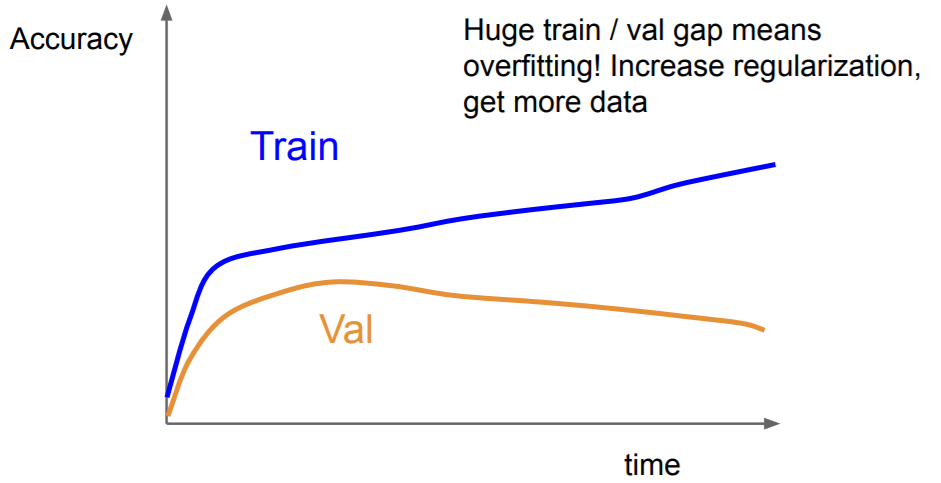 Accuracy
Huge train / val gap means
overfitting! Increase regularization,
get more data
Train
Val
time